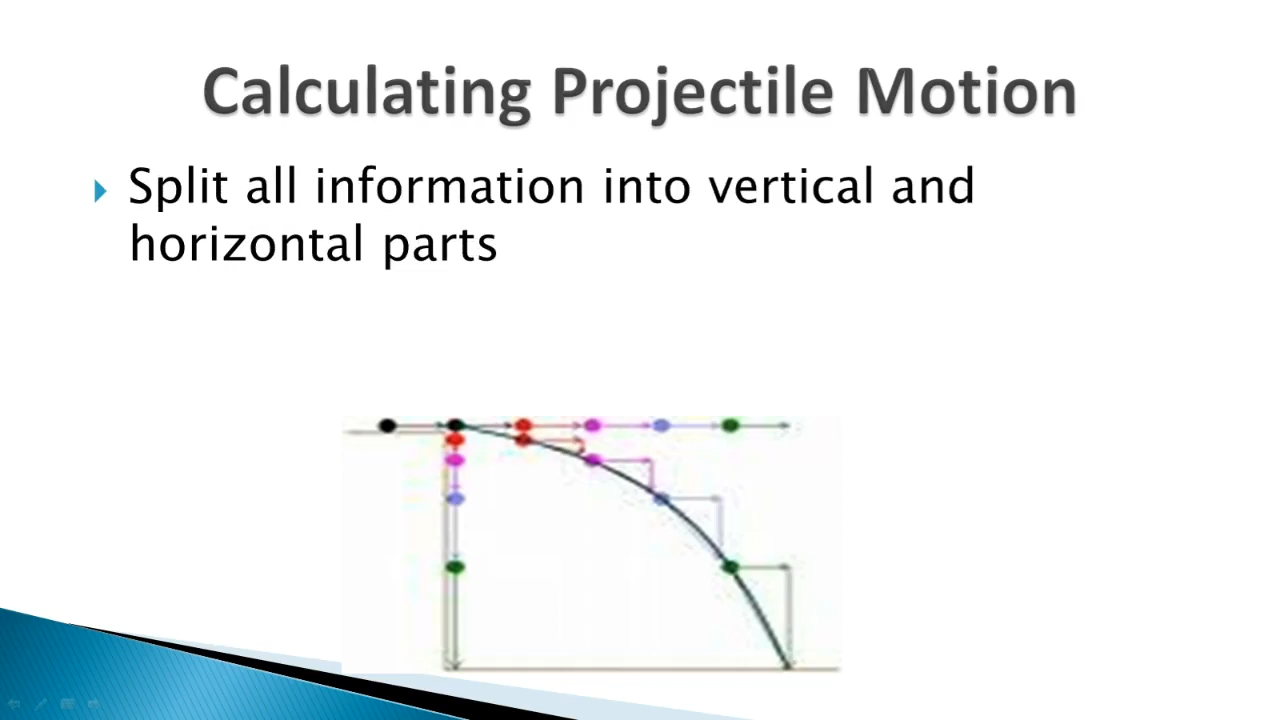 Calculating Projectile Motion
Split all information into vertical and
horizontal parts